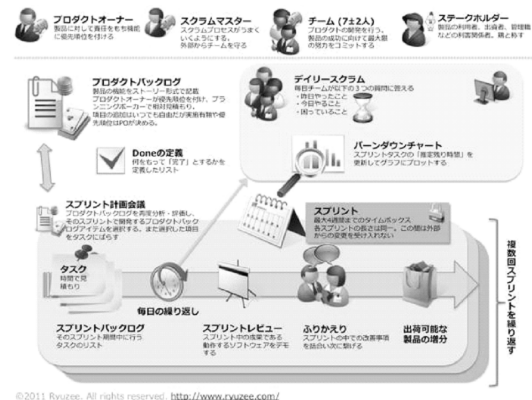 プロダクトオーナー
製品に対して責任をもち機能
に優先順位を付ける
スクラムマスター
スクラムプロセスがうまく
いくようにする。
外部からチームを守る
チーム（7±2人）
プロダクトの開発を行う。
製品の成功に向けて最大限
の努力をコミットする
ステークホルダー
製品の利用者、出資者、管理職
などの利害関係者。鶏と称す
プロダクトバックログ
製品の機能をストーリー形式で記載
プロダクトオーナーが優先順位を付け、プラ
ンニングポーカーで相対見積もり。
項目の追加はいつでも自由だが実施有無や優
先順位はPOが決める。
デイリースクラム
毎日チームが以下の３つの質問に答える
・昨日やったこと
・今日やること
・困っていること
Doneの定義
何をもって「完了」とするかを
定義したリスト
バーンダウンチャート
スプリントタスクの「推定残り時間」を
更新してグラフにプロットする
スプリント計画会議
プロダクトバックログを再度分析・評価し、
そのスプリントで開発するプロダクトバック
ログアイテムを選択する。また選択した項目
をタスクにばらす
スプリント
最大4週間までのタイムボックス
各スプリントの長さは同一。この間は外部
からの変更を受け入れない
タスク
時間で見
積もり
毎日の繰り返し
スプリントバックログ
そのスプリント期間中に行う
タスクのリスト
スプリントレビュー
スプリント中の成果である
動作するソフトウェアをデモ
する
ふりかえり
スプリントの中での改善事項
を話合い次に繋げる
出荷可能な
製品の増分
複数回スプリントを繰り返す
©2011 Ryuzee. All rights reserved. http://www.ryuzee.com/